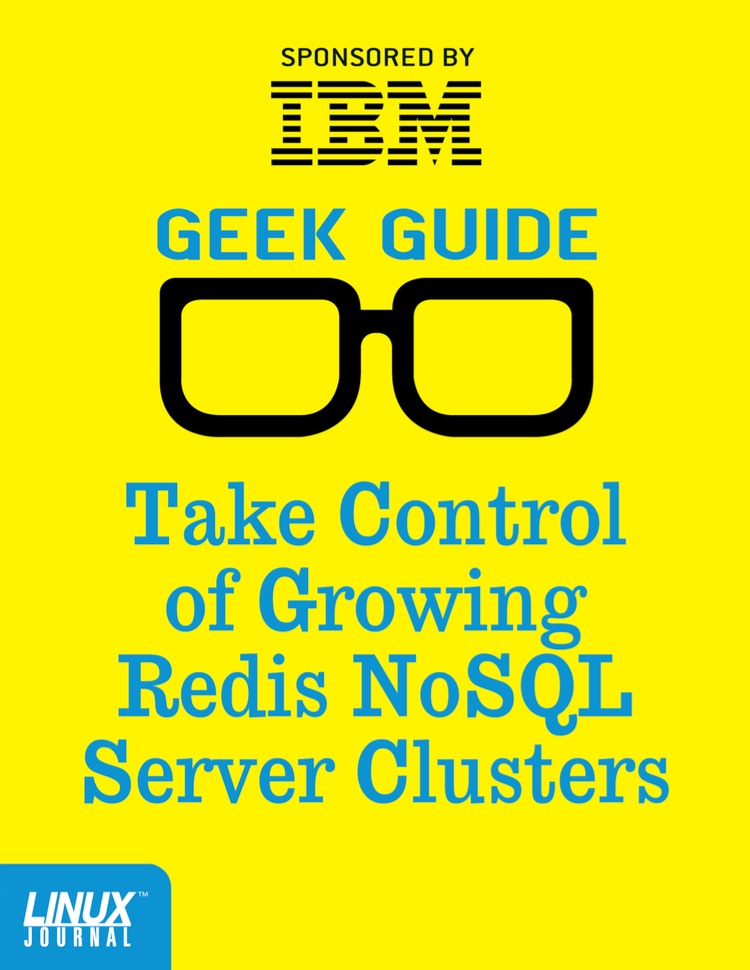 SPONSORED BY
IBM
GEEK GUIDE
Take Control
of Growing
Redis NoSQL
Server Clusters
LINUX™
JOURNAL